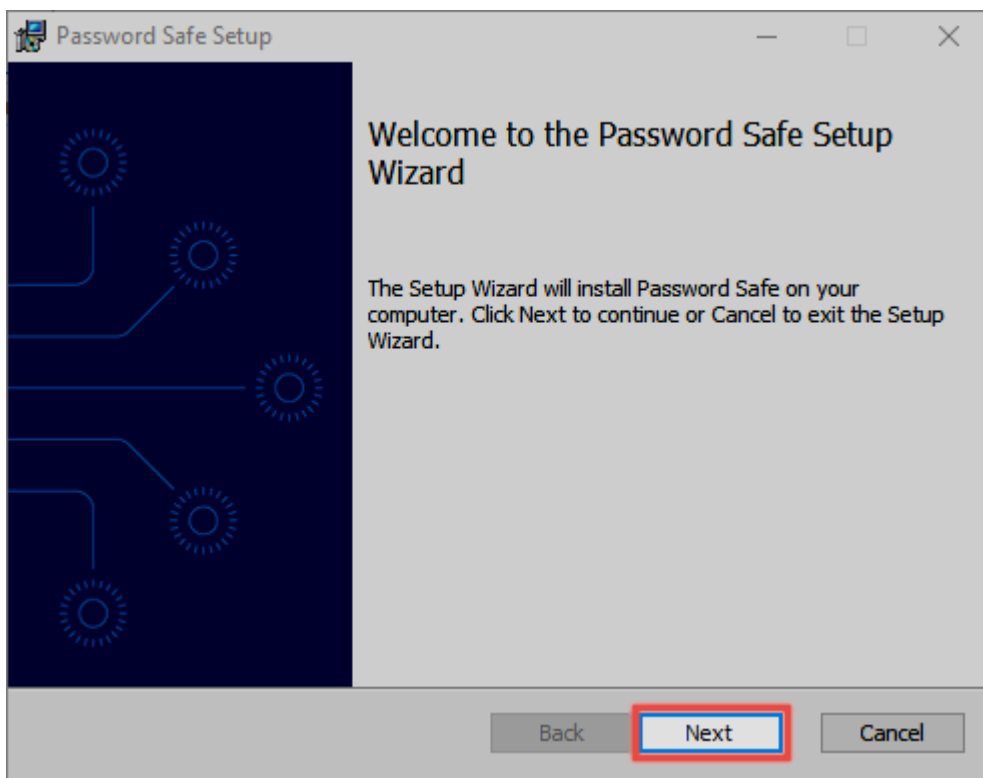 Password Safe Setup
Welcome to the Password Safe Setup
Wizard
The Setup Wizard will install Password Safe on your
computer. Click Next to continue or Cancel to exit the Setup
Wizard.
Back Next Cancel